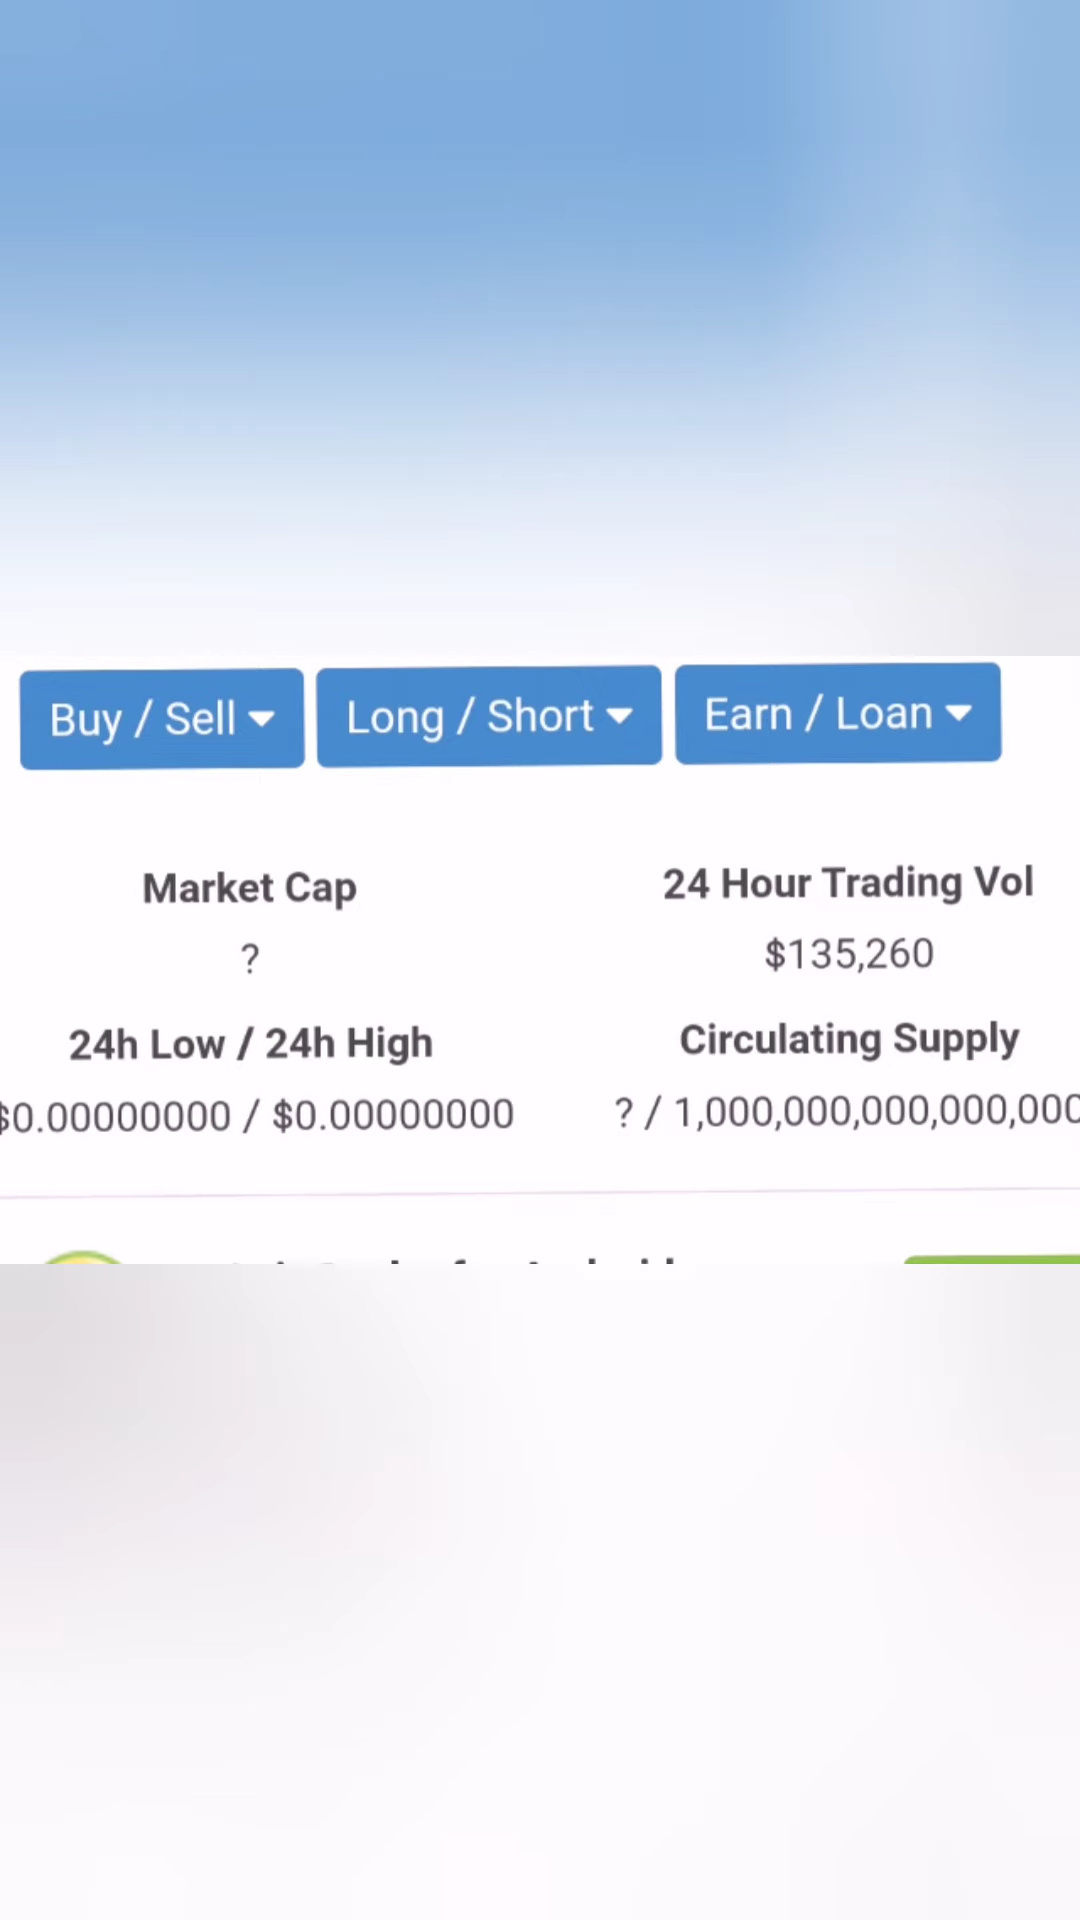 Buy / Sell Long / Short Earn / Loan
Market Cap
?
24 Hour Trading Vol
$135,260
24h Low / 24h High
$0.00000000 / $0.00000000
Circulating Supply
? / 1,000,000,000,000,000